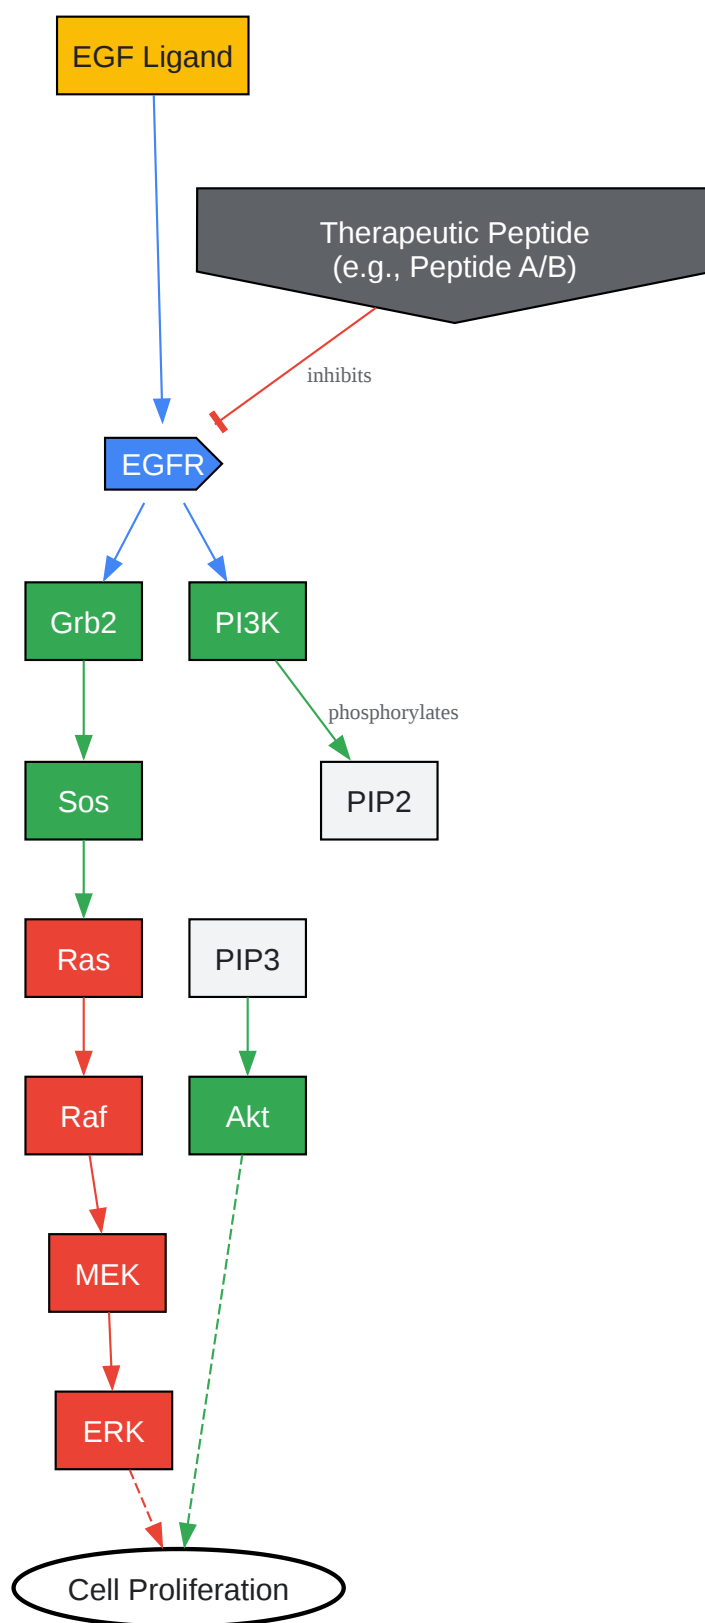 EGF Ligand
Therapeutic Peptide
(e.g., Peptide A/B)
inhibits
EGFR
Grb2
PI3K
phosphorylates
Sos
PIP2
Ras
PIP3
Raf
Akt
MEK
ERK
Cell Proliferation